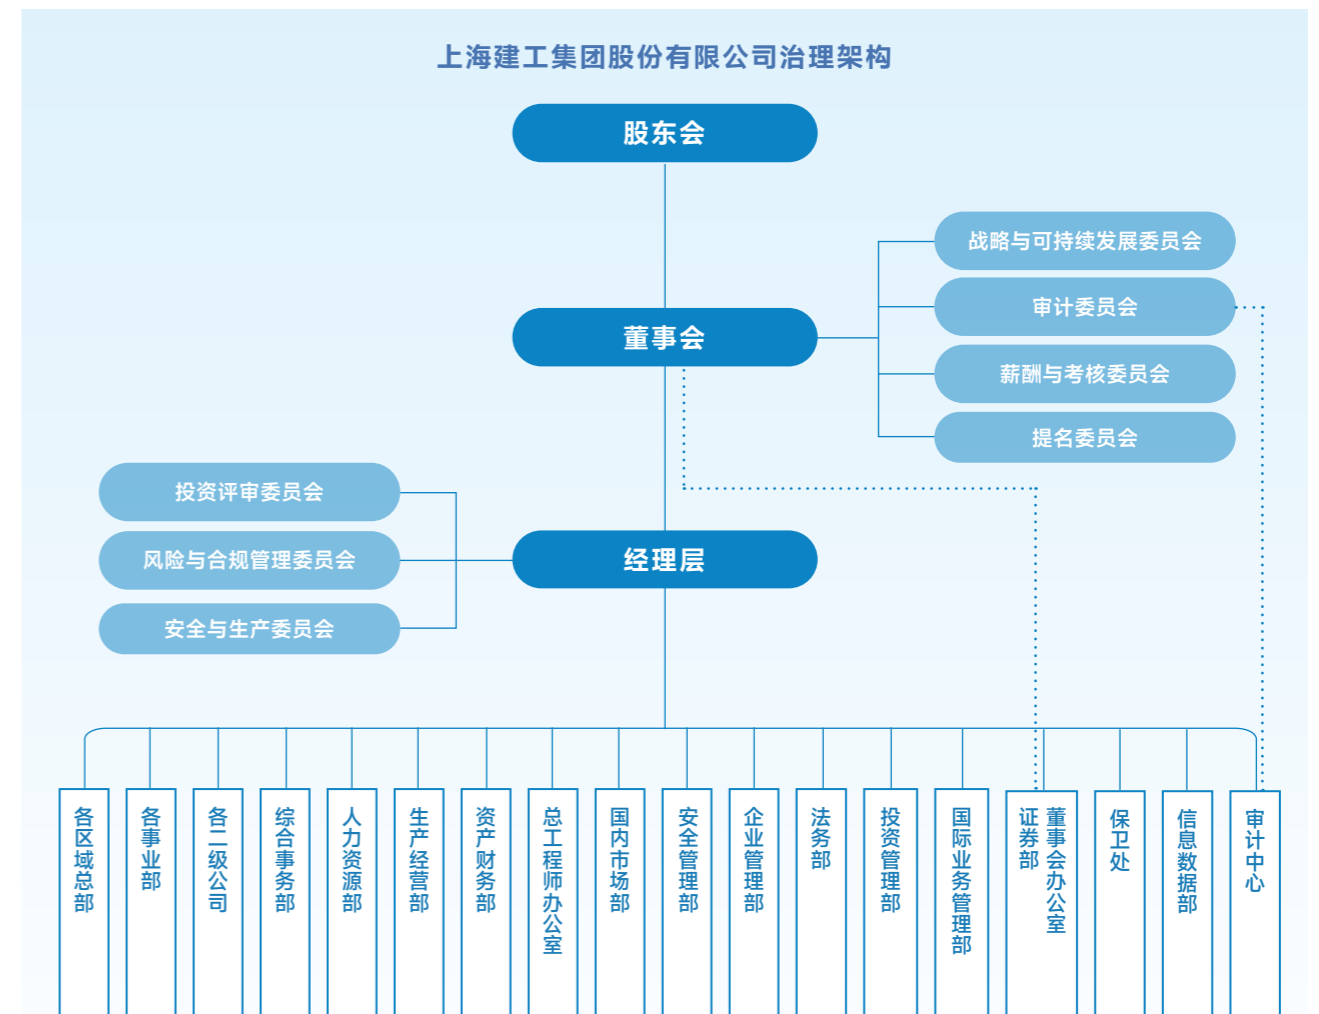 上海建工集团股份有限公司治理架构
股东会
战略与可持续发展委员会
审计委员会
董事会
薪酬与考核委员会
提名委员会
投资评审委员会
风险与合规管理委员会
经理层
安全与生产委员会
各区域总部
各事业部
各二级公司
综合事务部
人力资源部
生产经营部
资产财务部
总工程师办公室
国内市场部
安全管理部
企业管理部
法务部
投资管理部
国际业务管理部
董事会办公室
证券部
保卫处
信息数据部
审计中心